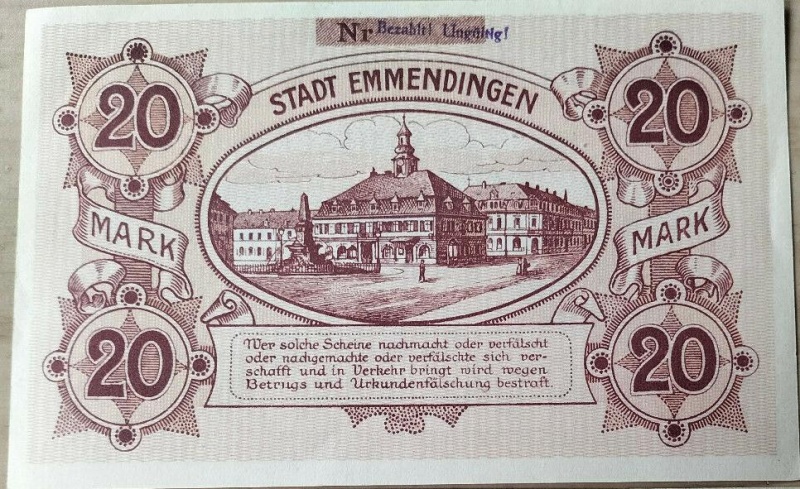 Nr Bezahlt! Ungültig!
STADT EMMENDINGEN
20 20
MARK MARK
20 20
Wer solche Scheine nachmacht oder verfälscht
oder nachgemachte oder verfälschte sich ver-
schafft und in Verkehr bringt wird wegen
Betrugs und Urkundenfälschung bestraft.